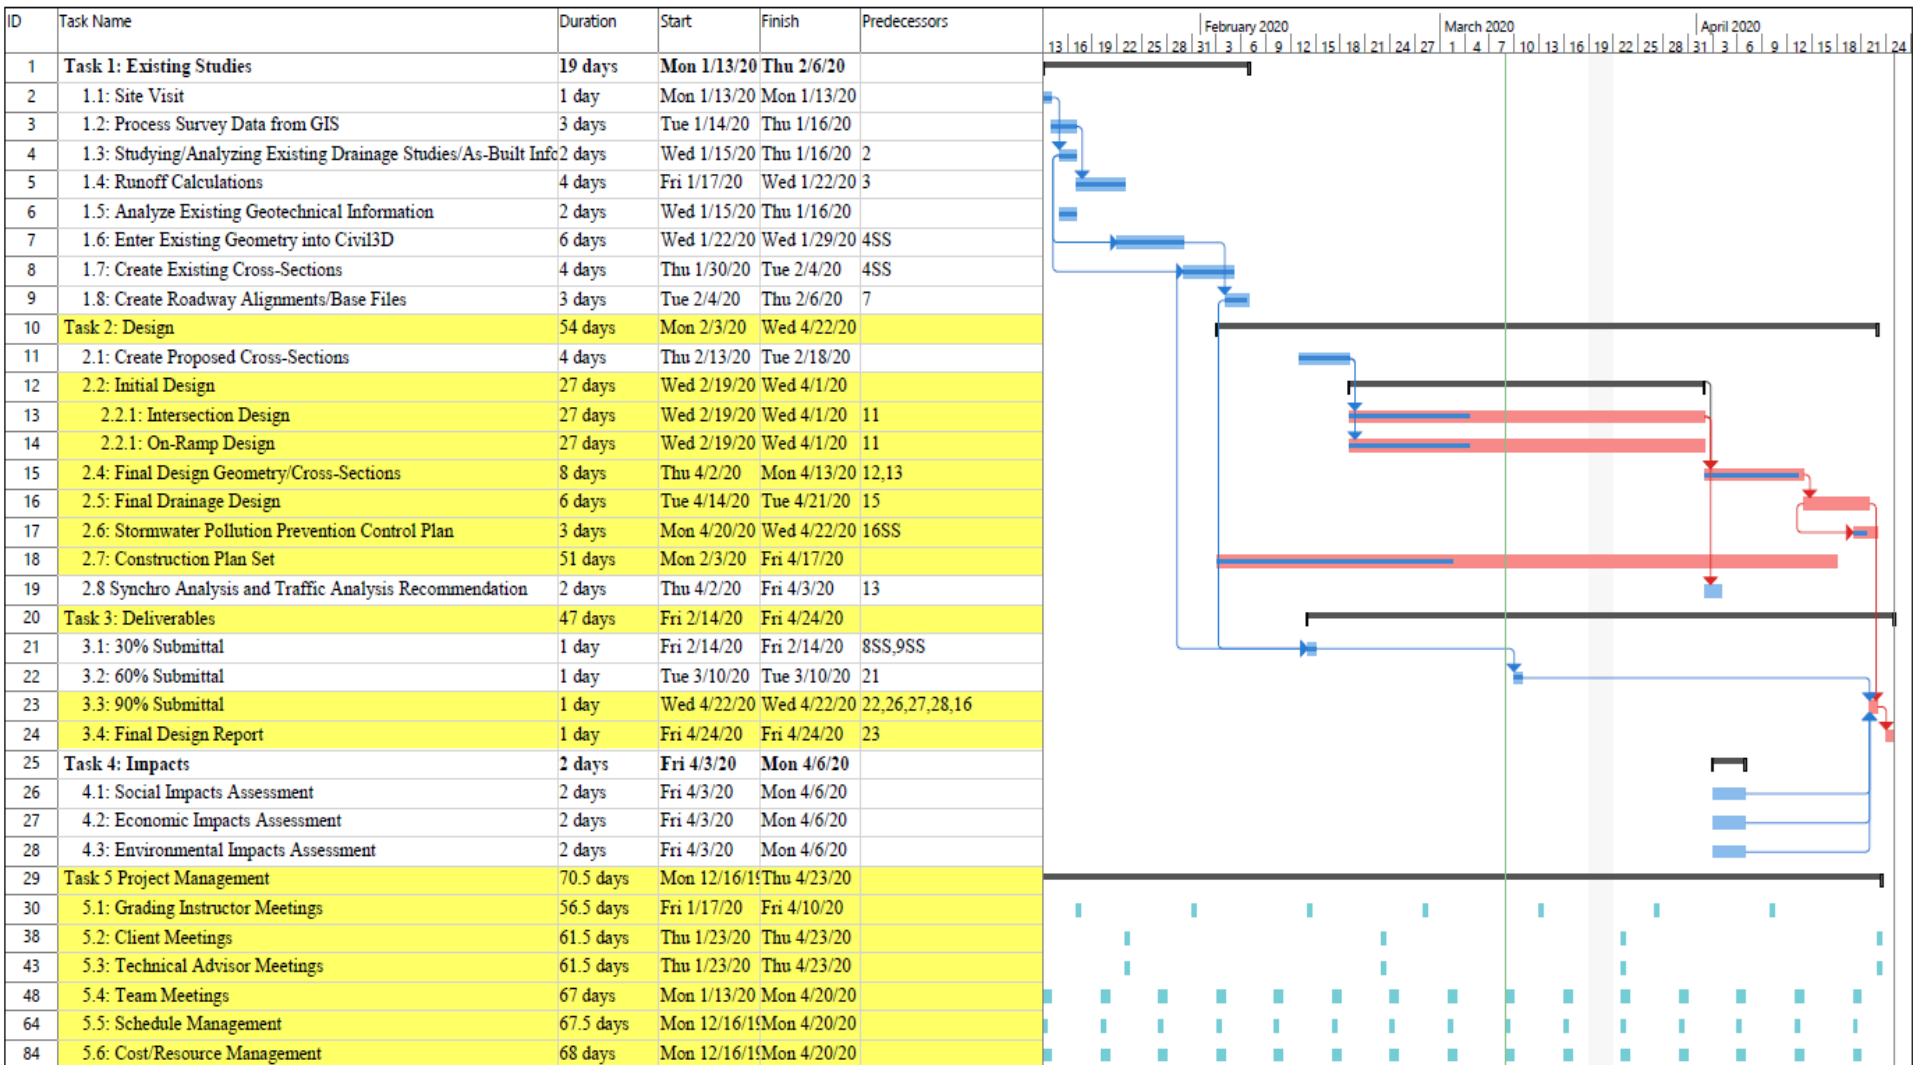 ID Task Name Duration Start Finish Predecessors
February 2020 March 2020 April 2020
13 16 19 22 25 28 31 3 6 9 12 15 18 21 24 27 1 4 7 10 13 16 19 22 25 28 31 3 6 9 12 15 18 21 24
1 Task 1: Existing Studies 19 days Mon 1/13/20 Thu 2/6/20
2 1.1: Site Visit 1 day Mon 1/13/20 Mon 1/13/20
3 1.2: Process Survey Data from GIS 3 days Tue 1/14/20 Thu 1/16/20
4 1.3: Studying/Analyzing Existing Drainage Studies/As-Built Info 2 days Wed 1/15/20 Thu 1/16/20 2
5 1.4: Runoff Calculations 4 days Fri 1/17/20 Wed 1/22/20 3
6 1.5: Analyze Existing Geotechnical Information 2 days Wed 1/15/20 Thu 1/16/20
7 1.6: Enter Existing Geometry into Civil3D 6 days Wed 1/22/20 Wed 1/29/20 4SS
8 1.7: Create Existing Cross-Sections 4 days Thu 1/30/20 Tue 2/4/20 4SS
9 1.8: Create Roadway Alignments/Base Files 3 days Tue 2/4/20 Thu 2/6/20 7
10 Task 2: Design 54 days Mon 2/3/20 Wed 4/22/20
11 2.1: Create Proposed Cross-Sections 4 days Thu 2/13/20 Tue 2/18/20
12 2.2: Initial Design 27 days Wed 2/19/20 Wed 4/1/20
13 2.2.1: Intersection Design 27 days Wed 2/19/20 Wed 4/1/20 11
14 2.2.1: On-Ramp Design 27 days Wed 2/19/20 Wed 4/1/20 11
15 2.4: Final Design Geometry/Cross-Sections 8 days Thu 4/2/20 Mon 4/13/20 12,13
16 2.5: Final Drainage Design 6 days Tue 4/14/20 Tue 4/21/20 15
17 2.6: Stormwater Pollution Prevention Control Plan 3 days Mon 4/20/20 Wed 4/22/20 16SS
18 2.7: Construction Plan Set 51 days Mon 2/3/20 Fri 4/17/20
19 2.8 Synchro Analysis and Traffic Analysis Recommendation 2 days Thu 4/2/20 Fri 4/3/20 13
20 Task 3: Deliverables 47 days Fri 2/14/20 Fri 4/24/20
21 3.1: 30% Submittal 1 day Fri 2/14/20 Fri 2/14/20 8SS,9SS
22 3.2: 60% Submittal 1 day Tue 3/10/20 Tue 3/10/20 21
23 3.3: 90% Submittal 1 day Wed 4/22/20 Wed 4/22/20 22,26,27,28,16
24 3.4: Final Design Report 1 day Fri 4/24/20 Fri 4/24/20 23
25 Task 4: Impacts 2 days Fri 4/3/20 Mon 4/6/20
26 4.1: Social Impacts Assessment 2 days Fri 4/3/20 Mon 4/6/20
27 4.2: Economic Impacts Assessment 2 days Fri 4/3/20 Mon 4/6/20
28 4.3: Environmental Impacts Assessment 2 days Fri 4/3/20 Mon 4/6/20
29 Task 5 Project Management 70.5 days Mon 12/16/19 Thu 4/23/20
30 5.1: Grading Instructor Meetings 56.5 days Fri 1/17/20 Fri 4/10/20
38 5.2: Client Meetings 61.5 days Thu 1/23/20 Thu 4/23/20
43 5.3: Technical Advisor Meetings 61.5 days Thu 1/23/20 Thu 4/23/20
48 5.4: Team Meetings 67 days Mon 1/13/20 Mon 4/20/20
64 5.5: Schedule Management 67.5 days Mon 12/16/19 Mon 4/20/20
84 5.6: Cost/Resource Management 68 days Mon 12/16/19 Mon 4/20/20